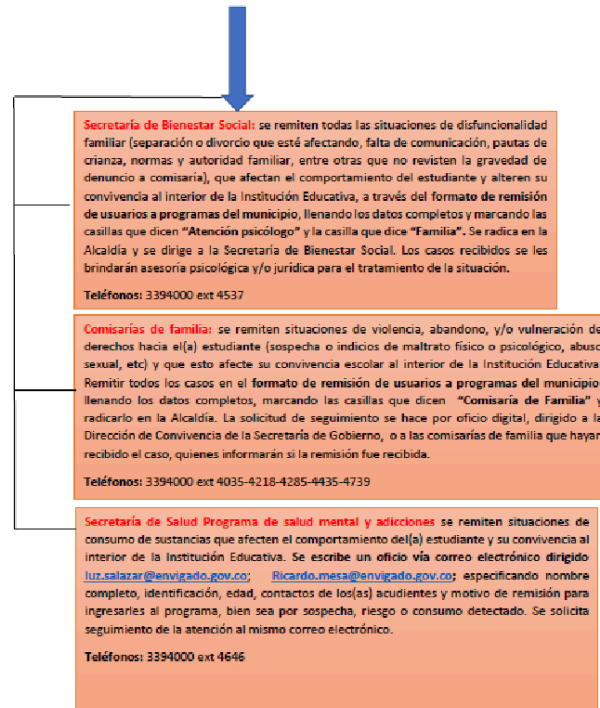 Secretaría de Bienestar Social: se remiten todas las situaciones de disfuncionalidad
familiar (separación o divorcio que esté afectando, falta de comunicación, pautas de
crianza, normas y autoridad familiar, entre otras que no revisten la gravedad de
denuncio a comisaría), que afectan el comportamiento del estudiante y alteren su
convivencia al interior de la Institución Educativa, a través del formato de remisión
de usuarios a programas del municipio, llenando los datos completos y marcando las
casillas que dicen “Atención psicólogo” y la casilla que dice “Familia”. Se radica en la
Alcaldía y se dirige a la Secretaría de Bienestar Social. Los casos recibidos se les
brindarán asesoría psicológica y/o jurídica para el tratamiento de la situación.
Teléfonos: 3394000 ext 4537
Comisarías de familia: se remiten situaciones de violencia, abandono, y/o vulneración de
derechos hacia el(a) estudiante (sospecha o indicios de maltrato físico o psicológico, abuso
sexual, etc) y que esto afecte su convivencia escolar al interior de la Institución Educativa
Remitir todos los casos en el formato de remisión de usuarios a programas del municipio
llenando los datos completos, marcando las casillas que dicen “Comisaría de Familia” y
radicarlo en la Alcaldía. La solicitud de seguimiento se hace por oficio digital, dirigido a la
Dirección de Convivencia de la Secretaría de Gobierno, o a las comisarías de familia que hayan
recibido el caso, quienes informarán si la remisión fue recibida.
Teléfonos: 3394000 ext 4035-4218-4285-4435-4739
Secretaría de Salud Programa de salud mental y adicciones se remiten situaciones de
consumo de sustancias que afecten el comportamiento del(a) estudiante y su convivencia al
interior de la Institución Educativa. Se escribe un oficio vía correo electrónico dirigido
luz.salazar@envigado.gov.co; Ricardo.mesa@envigado.gov.co; especificando nombre
completo, identificación, edad, contactos de los(as) acudientes y motivo de remisión para
ingresarles al programa, bien sea por sospecha, riesgo o consumo detectado. Se solicita
seguimiento de la atención al mismo correo electrónico.
Teléfonos: 3394000 ext 4646